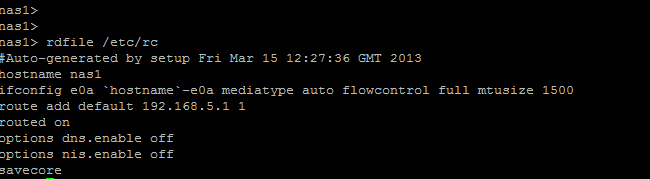 nas1>
nas1>
nas1> rdfile /etc/rc
#Auto-generated by setup Fri Mar 15 12:27:36 GMT 2013
hostname nas1
ifconfig e0a `hostname`-e0a mediatype auto flowcontrol full mtusize 1500
route add default 192.168.5.1 1
routed on
options dns.enable off
options nis.enable off
savecore